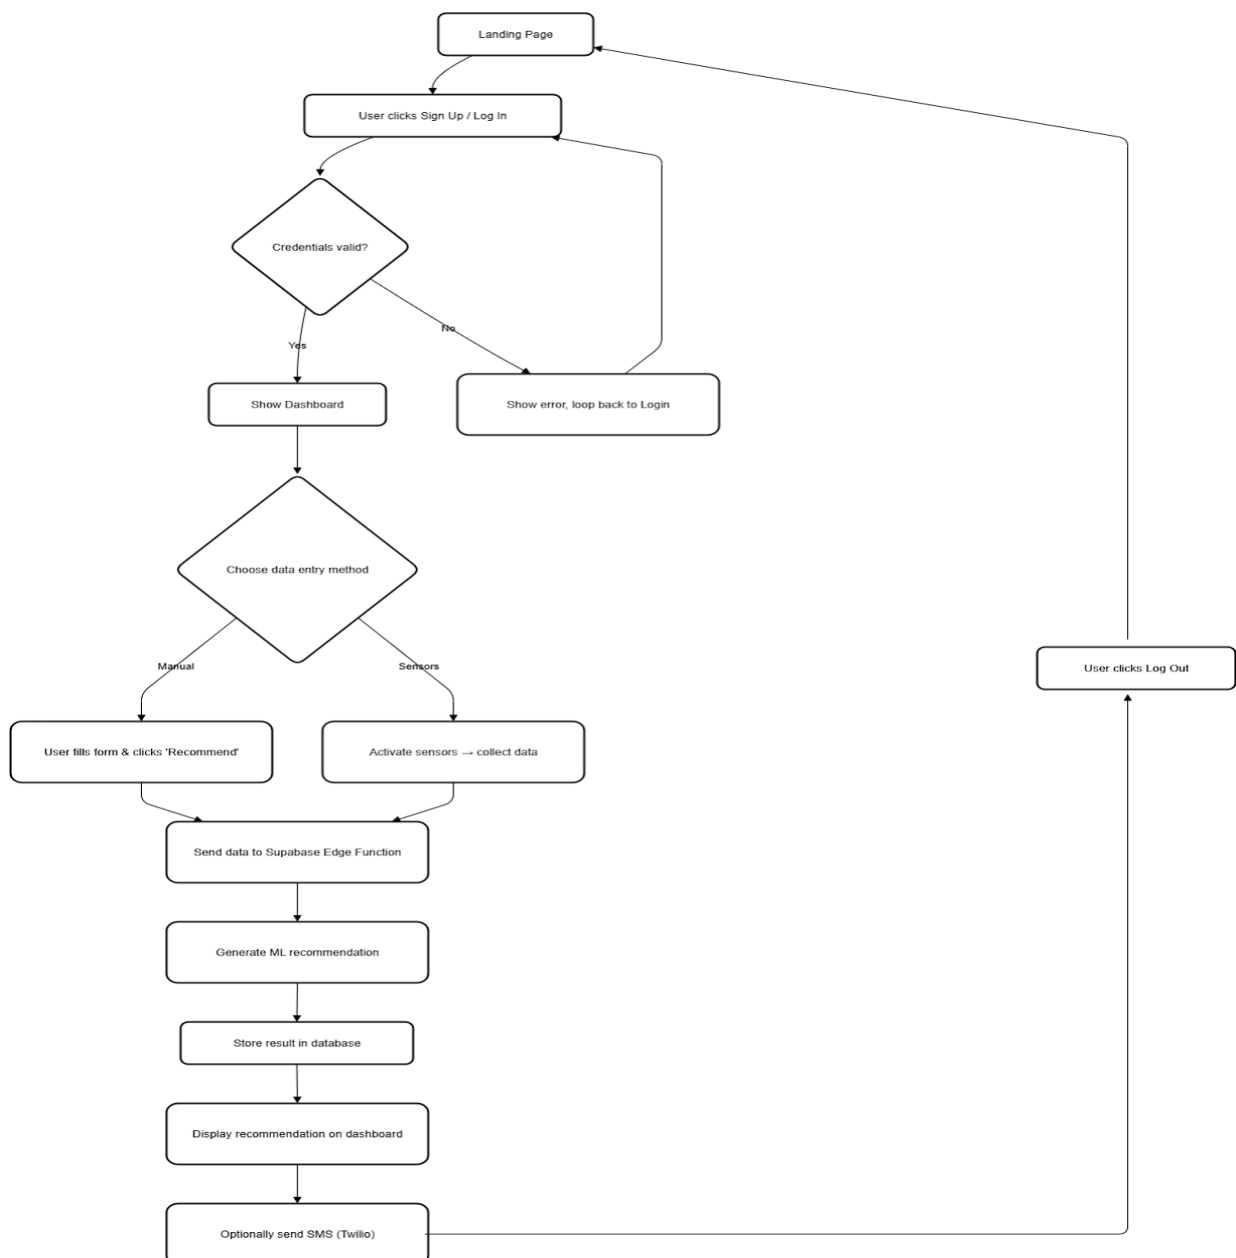 Landing Page
User clicks Sign Up / Log In
Credentials valid?
No
Yes
Show Dashboard
Show error, loop back to Login
Choose data entry method
Manual
Sensors
User clicks Log Out
User fills form & clicks 'Recommend'
Activate sensors → collect data
Send data to Supabase Edge Function
Generate ML recommendation
Store result in database
Display recommendation on dashboard
Optionally send SMS (Twilio)